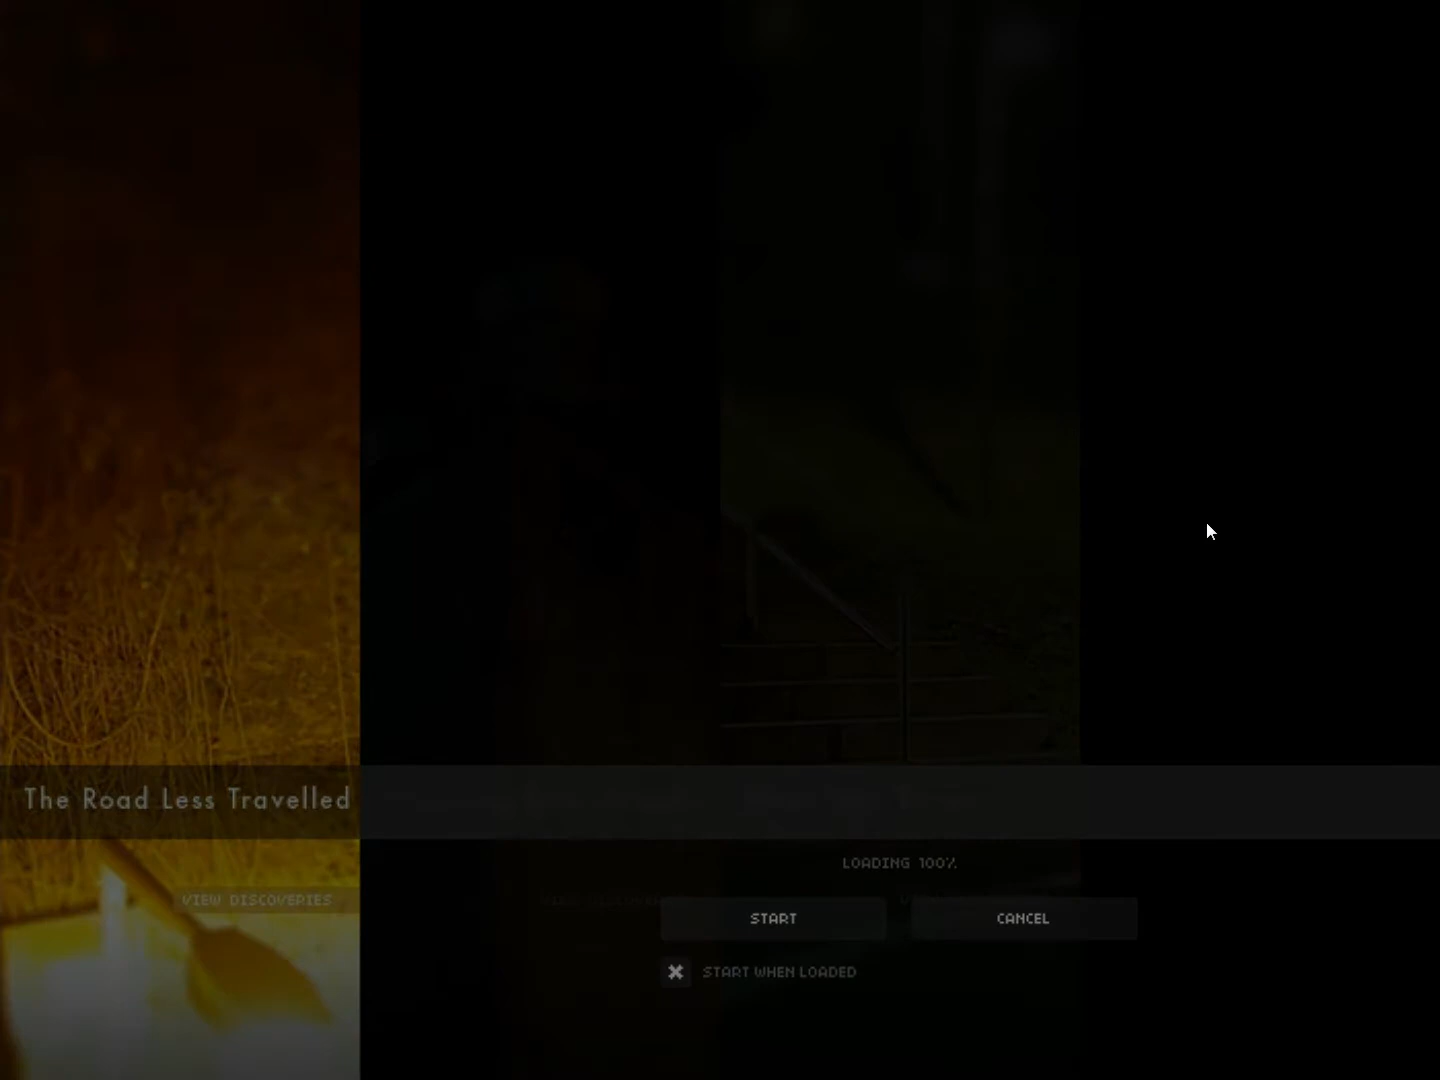 The Road Less Travelled
LOADING 100%
VIEW DISCOVERIES
START
CANCEL
START WHEN LOADED